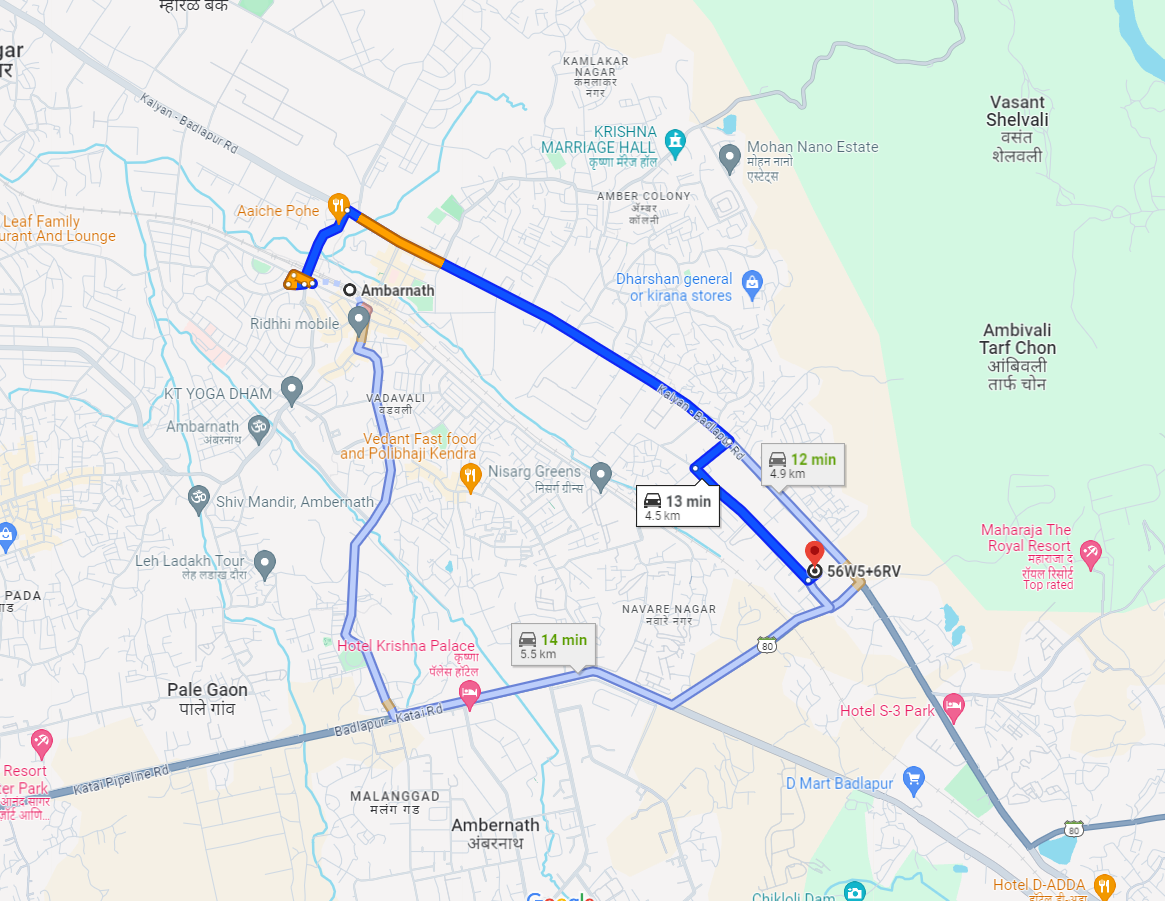 म्हारळ बंक
gar
Kalyan - Badlapur Rd
KAMLAKAR
NAGAR
कमलाकर
नगर
Vasant
Shelvali
वसंत
शेलवली
KRISHNA
MARRIAGE HALL
कृष्णा मॅरेज हॉल
Mohan Nano Estate
मोहन नानो
एस्टेट्स
AMBER COLONY
अ‍ॅम्बर
कॉलनी
Aaiche Pohe
Leaf Family
urant And Lounge
Ambarnath
Dharshan general
or kirana stores
Ridhhi mobile
Ambivali
Tarf Chon
आंबिवली
तार्फ चोन
KT YOGA DHAM
VADAVALI
वडवली
Kalyan - Badlapur Rd
Ambarnath
अंबरनाथ
Vedant Fast food
and Polibhaji Kendra
12 min
4.9 km
Nisarg Greens
निसर्ग ग्रीन्स
13 min
4.5 km
Shiv Mandir, Ambernath
Maharaja The
Royal Resort
महाराजा द
रॉयल रिसोर्ट
Top rated
Leh Ladakh Tour
लेह लडाख दौरा
56W5+6RV
PADA
NAVARE NAGAR
नवारे नगर
14 min
5.5 km
Hotel Krishna Palace
कृष्णा
पॅलेस हॉटेल
80
Pale Gaon
पाले गांव
Badlapur - Katai Rd
Hotel S-3 Park
Resort
ter Park
Katai Pipeline Rd
D Mart Badlapur
MALANGGAD
मलंग गड
Ambernath
अंबरनाथ
80
Hotel D-ADDA
Chikloli Dam
Google